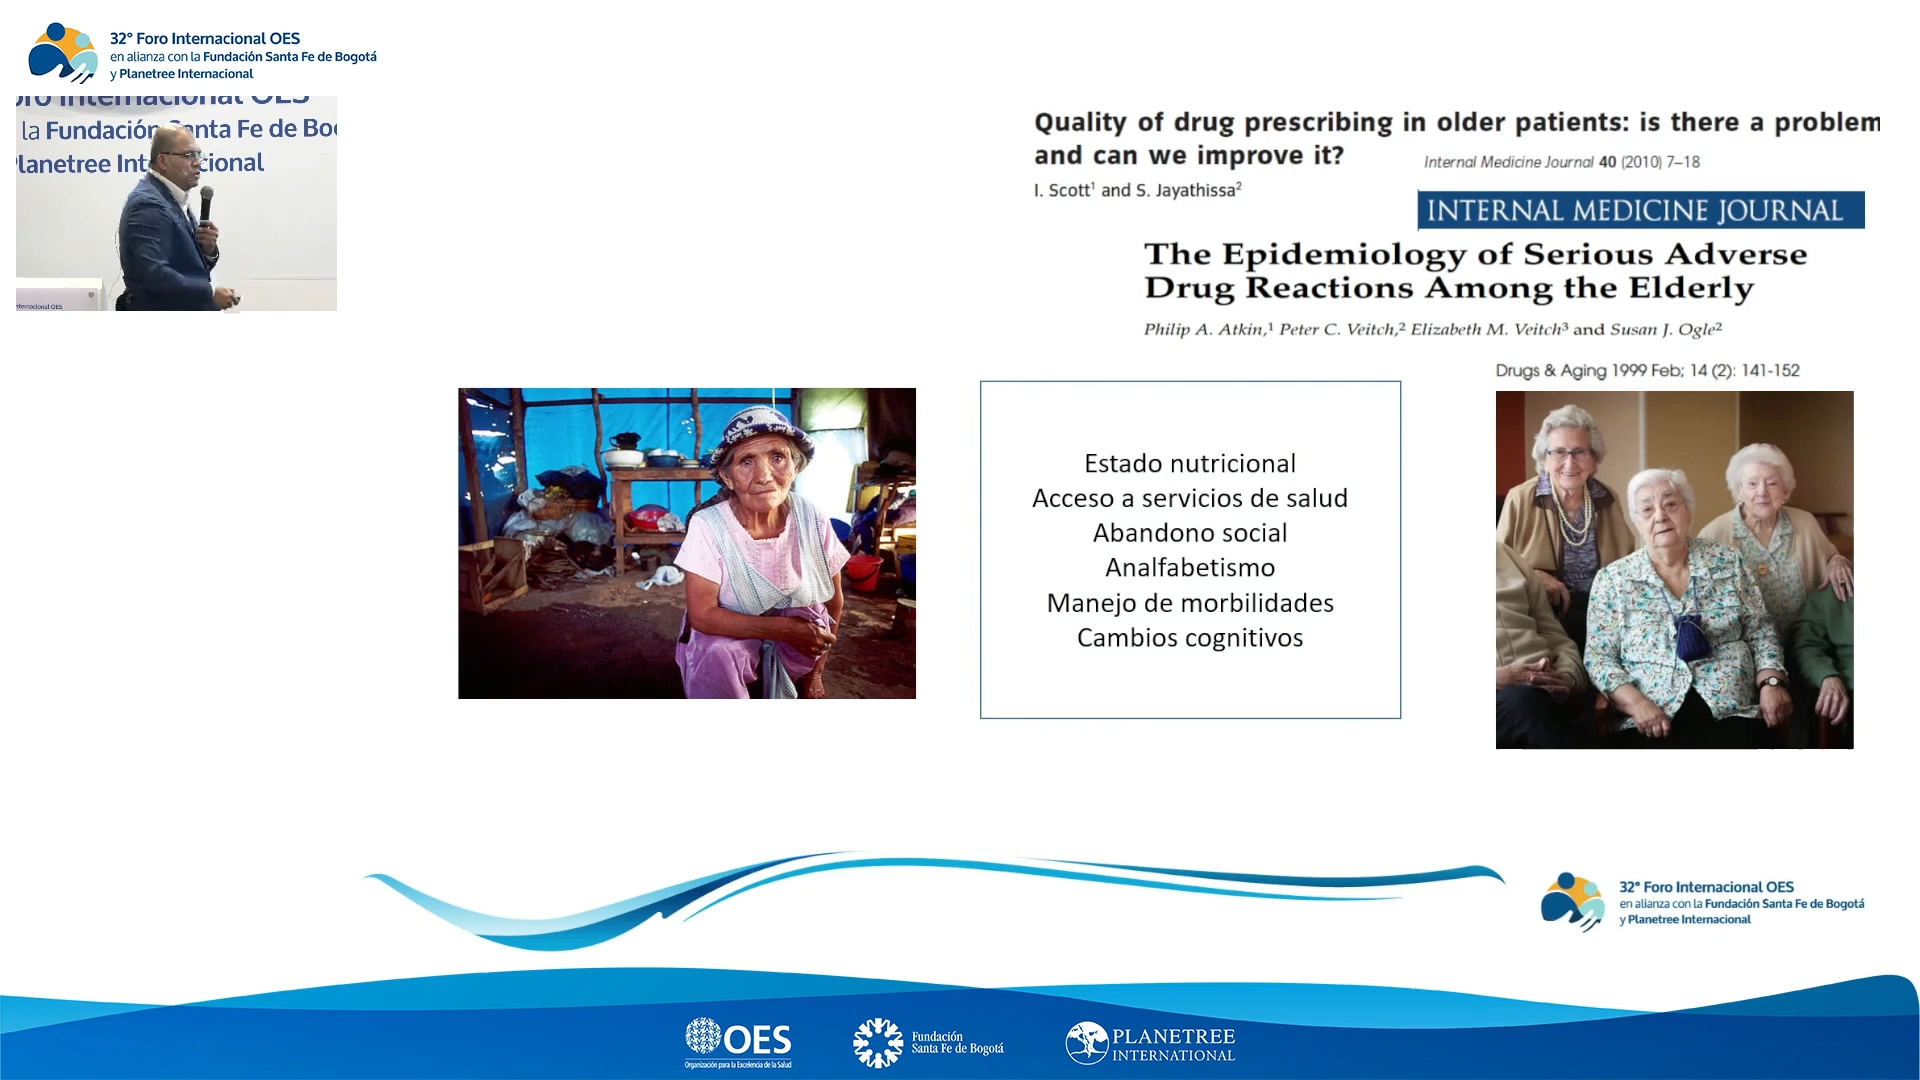 32° Foro Internacional OES
en alianza con la Fundación Santa Fe de Bogotá
y Planetree Internacional
oro Internacional OES
la Fundación Santa Fe de Bo
Planetree Int cional
nternacional OES
Quality of drug prescribing in older patients: is there a problem
and can we improve it?
Internal Medicine Journal 40 (2010) 7–18
I. Scott¹ and S. Jayathissa²
INTERNAL MEDICINE JOURNAL
The Epidemiology of Serious Adverse
Drug Reactions Among the Elderly
Philip A. Atkin,¹ Peter C. Veitch,² Elizabeth M. Veitch³ and Susan J. Ogle²
Drugs & Aging 1999 Feb; 14 (2): 141-152
Estado nutricional
Acceso a servicios de salud
Abandono social
Analfabetismo
Manejo de morbilidades
Cambios cognitivos
32° Foro Internacional OES
en alianza con la Fundación Santa Fe de Bogotá
y Planetree Internacional
OES
Organización para la Excelencia de la Salud
Fundación
Santa Fe de Bogotá
PLANETREE
INTERNATIONAL